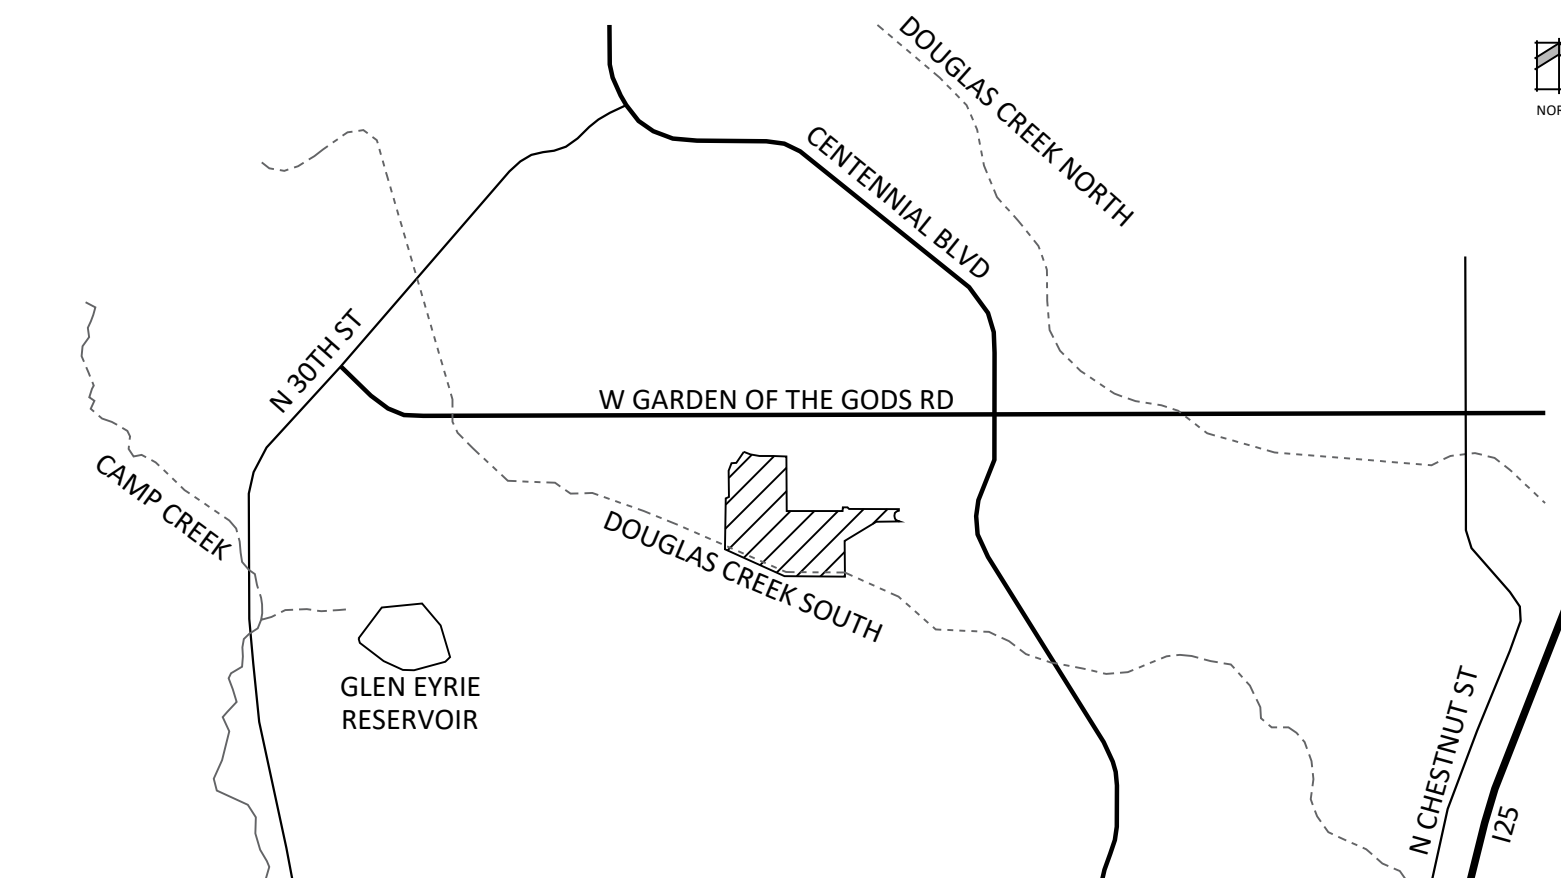 DOUGLAS CREEK NORTH
NOR
CENTENNIAL BLVD
N 30TH ST
W GARDEN OF THE GODS RD
CAMP CREEK
DOUGLAS CREEK SOUTH
GLEN EYRIE
RESERVOIR
N CHESTNUT ST
I25